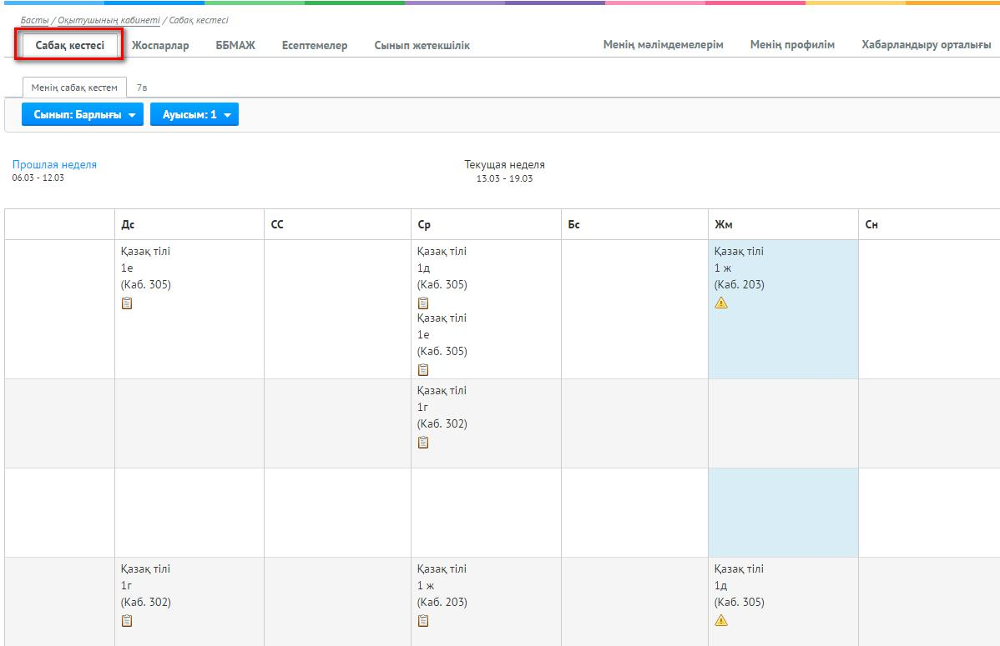 Басты / Оқытушының кабинеті / Сабақ кестесі
Сабақ кестесі Жоспарлар ББМАЖ Есептемелер Сынып жетекшілік Менің мәлімдемелерім Менің профилім Хабарландыру орталығы
Менің сабақ кестем 7в
Сынып: Барлығы Ауысым: 1
Прошлая неделя Текущая неделя
06.03 - 12.03 13.03 - 19.03
Дс СС Ср Бс Жм Сн
Қазақ тілі Қазақ тілі Қазақ тілі
1е 1д 1 ж
(Каб. 305) (Каб. 305) (Каб. 203)
Қазақ тілі
1е
(Каб. 305)
Қазақ тілі
1г
(Каб. 302)
Қазақ тілі Қазақ тілі Қазақ тілі
1г 1 ж 1д
(Каб. 302) (Каб. 203) (Каб. 305)